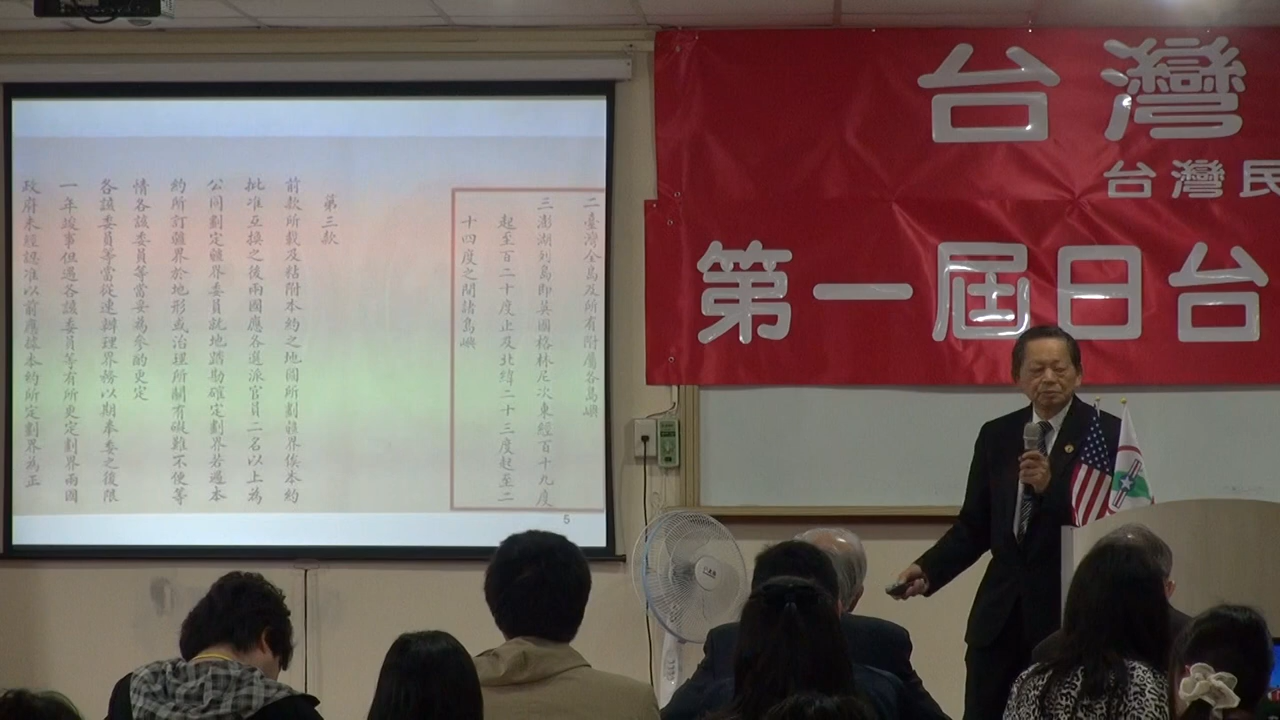 二臺灣全島及所有附屬各島嶼
三澎湖列島即英國格林尼次東經百十九度
起至百二十度止及北緯二十三度起至二
十四度之間諸島嶼
第三款
前款所載及粘附本約之地圖所劃疆界俟本約
批准互換之後兩國應各選派官員二名以上為
公同劃定疆界委員就地踏勘確定劃界若遇本
約所訂疆界於地形或治理所關有礙難不便等
情各該委員等當妥為參酌更定
各該委員等當從速辦理界務以期奉委之後限
一年竣事但遇各該委員等有所更定劃界兩國
政府未經認准以前應據本約所定劃界為正
5
台灣
台灣民
第一屆日台